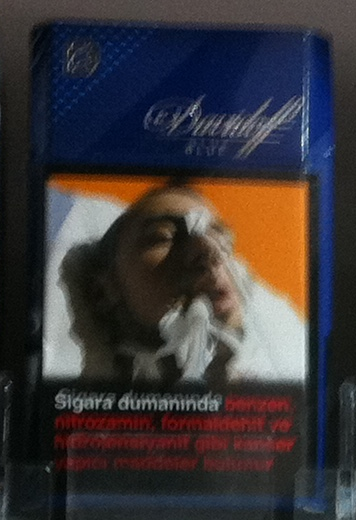 Davidoff
BLUE
Sigara dumanında benzen,
nitrozamin, formaldehit ve
hidrojensiyanit gibi kanser
yapıcı maddeler bulunur